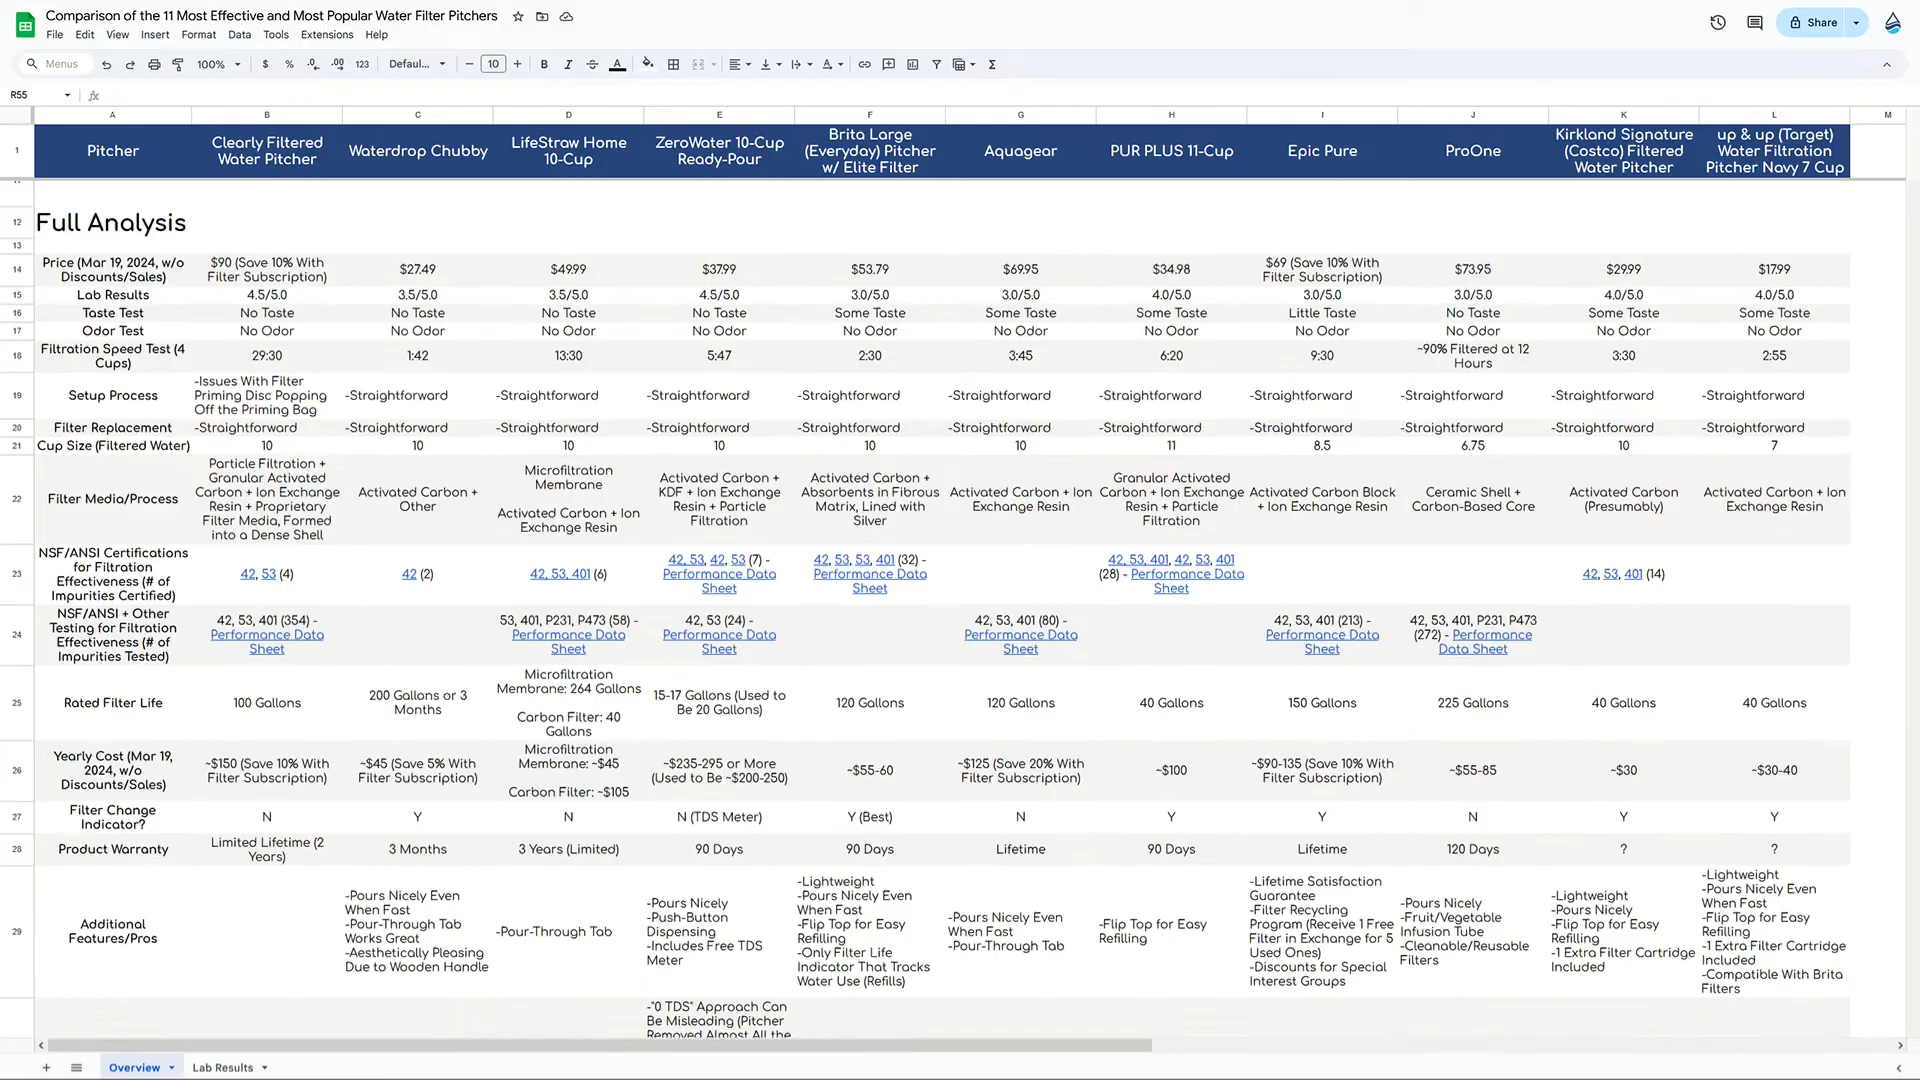 Comparison of the 11 Most Effective and Most Popular Water Filter Pitchers
File Edit View Insert Format Data Tools Extensions Help
Share
Menus 100% $ % .0 .00 123 Defaul... 10 B I A
R55 fx
A B C D E F G H I J K L M
1 Pitcher
Clearly Filtered
Water Pitcher
Waterdrop Chubby
LifeStraw Home
10-Cup
ZeroWater 10-Cup
Ready-Pour
Brita Large
(Everyday) Pitcher
w/ Elite Filter
Aquagear
PUR PLUS 11-Cup
Epic Pure
ProOne
Kirkland Signature
(Costco) Filtered
Water Pitcher
up & up (Target)
Water Filtration
Pitcher Navy 7 Cup
12 Full Analysis
13
14 Price (Mar 19, 2024, w/o
Discounts/Sales)
$90 (Save 10% With
Filter Subscription)
$27.49
$49.99
$37.99
$53.79
$69.95
$34.98
$69 (Save 10% With
Filter Subscription)
$73.95
$29.99
$17.99
15 Lab Results 4.5/5.0 3.5/5.0 3.5/5.0 4.5/5.0 3.0/5.0 3.0/5.0 4.0/5.0 3.0/5.0 3.0/5.0 4.0/5.0 4.0/5.0
16 Taste Test No Taste No Taste No Taste No Taste Some Taste Some Taste Some Taste Little Taste No Taste Some Taste Some Taste
17 Odor Test No Odor No Odor No Odor No Odor No Odor No Odor No Odor No Odor No Odor No Odor No Odor
18 Filtration Speed Test (4
Cups)
29:30
1:42
13:30
5:47
2:30
3:45
6:20
9:30
~90% Filtered at 12
Hours
3:30
2:55
19 Setup Process
-Issues With Filter
Priming Disc Popping
Off the Priming Bag
-Straightforward
-Straightforward
-Straightforward
-Straightforward
-Straightforward
-Straightforward
-Straightforward
-Straightforward
-Straightforward
-Straightforward
20 Filter Replacement -Straightforward -Straightforward -Straightforward -Straightforward -Straightforward -Straightforward -Straightforward -Straightforward -Straightforward -Straightforward -Straightforward
21 Cup Size (Filtered Water) 10 10 10 10 10 10 11 8.5 6.75 10 7
22 Filter Media/Process
Particle Filtration +
Granular Activated
Carbon + Ion Exchange
Resin + Proprietary
Filter Media, Formed
into a Dense Shell
Activated Carbon +
Other
Microfiltration
Membrane
Activated Carbon + Ion
Exchange Resin
Activated Carbon +
KDF + Ion Exchange
Resin + Particle
Filtration
Activated Carbon +
Absorbents in Fibrous
Matrix, Lined with
Silver
Activated Carbon + Ion
Exchange Resin
Granular Activated
Carbon + Ion Exchange
Resin + Particle
Filtration
Activated Carbon Block
+ Ion Exchange Resin
Ceramic Shell +
Carbon-Based Core
Activated Carbon
(Presumably)
Activated Carbon + Ion
Exchange Resin
23 NSF/ANSI Certifications
for Filtration
Effectiveness (# of
Impurities Certified)
42, 53 (4)
42 (2)
42, 53, 401 (6)
42, 53, 42, 53 (7) -
Performance Data
Sheet
42, 53, 53, 401 (32) -
Performance Data
Sheet
42, 53, 401, 42, 53, 401
(28) - Performance Data
Sheet
42, 53, 401 (14)
24 NSF/ANSI + Other
Testing for Filtration
Effectiveness (# of
Impurities Tested)
42, 53, 401 (354) -
Performance Data
Sheet
53, 401, P231, P473 (58) -
Performance Data
Sheet
42, 53 (24) -
Performance Data
Sheet
42, 53, 401 (80) -
Performance Data
Sheet
42, 53, 401 (213) -
Performance Data
Sheet
42, 53, 401, P231, P473
(272) - Performance
Data Sheet
25 Rated Filter Life
100 Gallons
200 Gallons or 3
Months
Microfiltration
Membrane: 264 Gallons
Carbon Filter: 40
Gallons
15-17 Gallons (Used to
Be 20 Gallons)
120 Gallons
120 Gallons
40 Gallons
150 Gallons
225 Gallons
40 Gallons
40 Gallons
26 Yearly Cost (Mar 19,
2024, w/o
Discounts/Sales)
~$150 (Save 10% With
Filter Subscription)
~$45 (Save 5% With
Filter Subscription)
Microfiltration
Membrane: ~$45
Carbon Filter: ~$105
~$235-295 or More
(Used to Be ~$200-250)
~$55-60
~$125 (Save 20% With
Filter Subscription)
~$100
~$90-135 (Save 10% With
Filter Subscription)
~$55-85
~$30
~$30-40
27 Filter Change
Indicator?
N
Y
N
N (TDS Meter)
Y (Best)
N
Y
Y
N
Y
Y
28 Product Warranty
Limited Lifetime (2
Years)
3 Months
3 Years (Limited)
90 Days
90 Days
Lifetime
90 Days
Lifetime
120 Days
?
?
29 Additional
Features/Pros
-Pours Nicely Even
When Fast
-Pour-Through Tab
Works Great
-Aesthetically Pleasing
Due to Wooden Handle
-Pour-Through Tab
-Pours Nicely
-Push-Button
Dispensing
-Includes Free TDS
Meter
-Lightweight
-Pours Nicely Even
When Fast
-Flip Top for Easy
Refilling
-Only Filter Life
Indicator That Tracks
Water Use (Refills)
-Pours Nicely Even
When Fast
-Pour-Through Tab
-Flip Top for Easy
Refilling
-Lifetime Satisfaction
Guarantee
-Filter Recycling
Program (Receive 1 Free
Filter in Exchange for 5
Used Ones)
-Discounts for Special
Interest Groups
-Pours Nicely
-Fruit/Vegetable
Infusion Tube
-Cleanable/Reusable
Filters
-Lightweight
-Pours Nicely
-Flip Top for Easy
Refilling
-1 Extra Filter Cartridge
Included
-Lightweight
-Pours Nicely Even
When Fast
-Flip Top for Easy
Refilling
-1 Extra Filter Cartridge
Included
-Compatible With Brita
Filters
-"0 TDS" Approach Can
Be Misleading (Pitcher
Removed Almost All the
Overview Lab Results